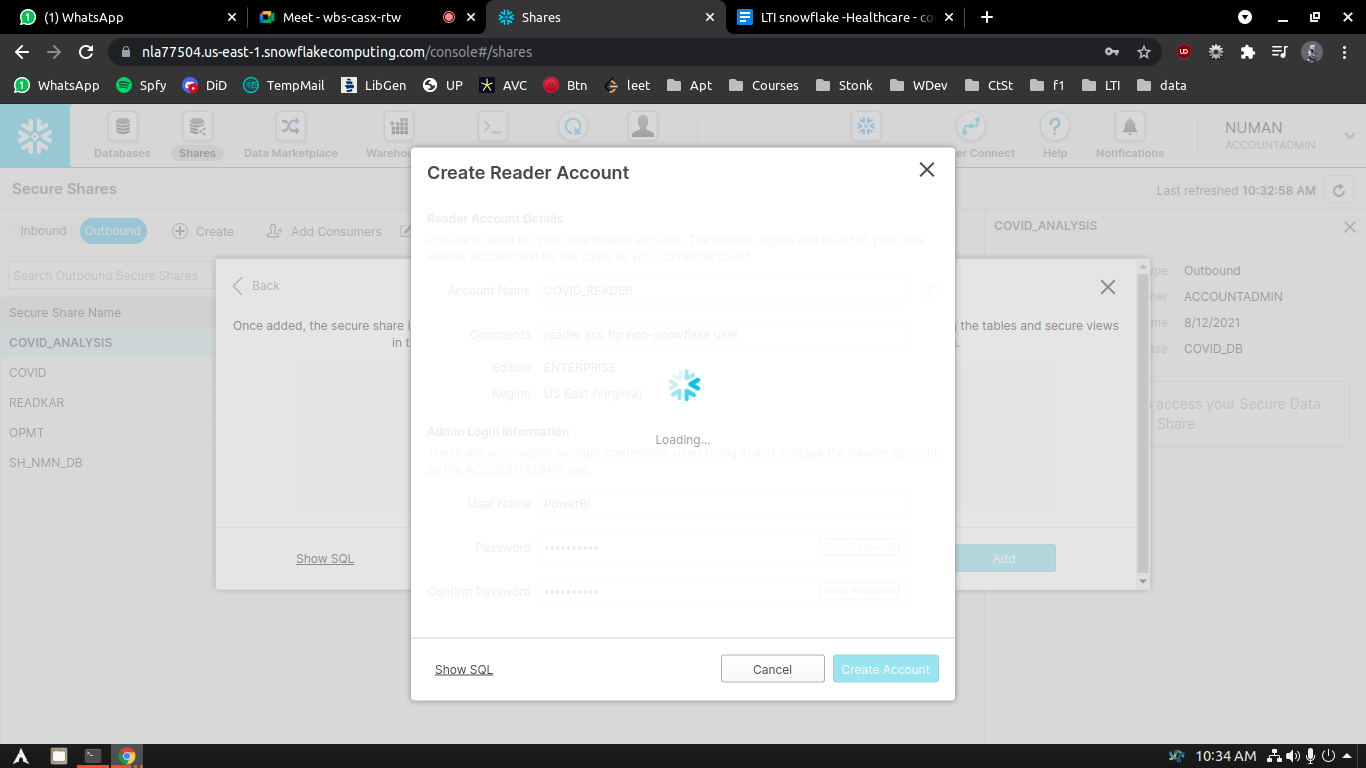 (1) WhatsApp
Meet - wbs-casx-rtw
Shares
LTI snowflake -Healthcare - co
nla77504.us-east-1.snowflakecomputing.com/console#/shares
WhatsApp Spfy DiD TempMail LibGen UP AVC Btn leet Apt Courses Stonk WDev CtSt f1 LTI data
Databases Shares Data Marketplace Wareho Connect Help Notifications
NUMAN
ACCOUNTADMIN
Secure Shares
Last refreshed 10:32:58 AM
Inbound Outbound Create Add Consumers
COVID_ANALYSIS
Search Outbound Secure Shares
Secure Share Name
COVID_ANALYSIS
COVID
READKAR
OPMT
SH_NMN_DB
Back
Once added, the secure share i
in t
g the tables and secure views
Show SQL
Add
Outbound
ACCOUNTADMIN
8/12/2021
COVID_DB
access your Secure Data
Share
Create Reader Account
Reader Account Details
Provide a name for your new Reader account. The edition, region and cloud of your new
Reader account will be the same as your current account.
Account Name COVID_READER ?
Comments reader acc for non-snowflake user
Edition ENTERPRISE
Region US East (Virginia)
Loading...
Admin Login Information
These are your reader account credentials, used to log in and manage the Reader account
as the ACCOUNTADMIN role.
User Name PowerBI
Password •••••••••• Show Password
Confirm Password •••••••••• Show Password
Show SQL Cancel Create Account
10:34 AM